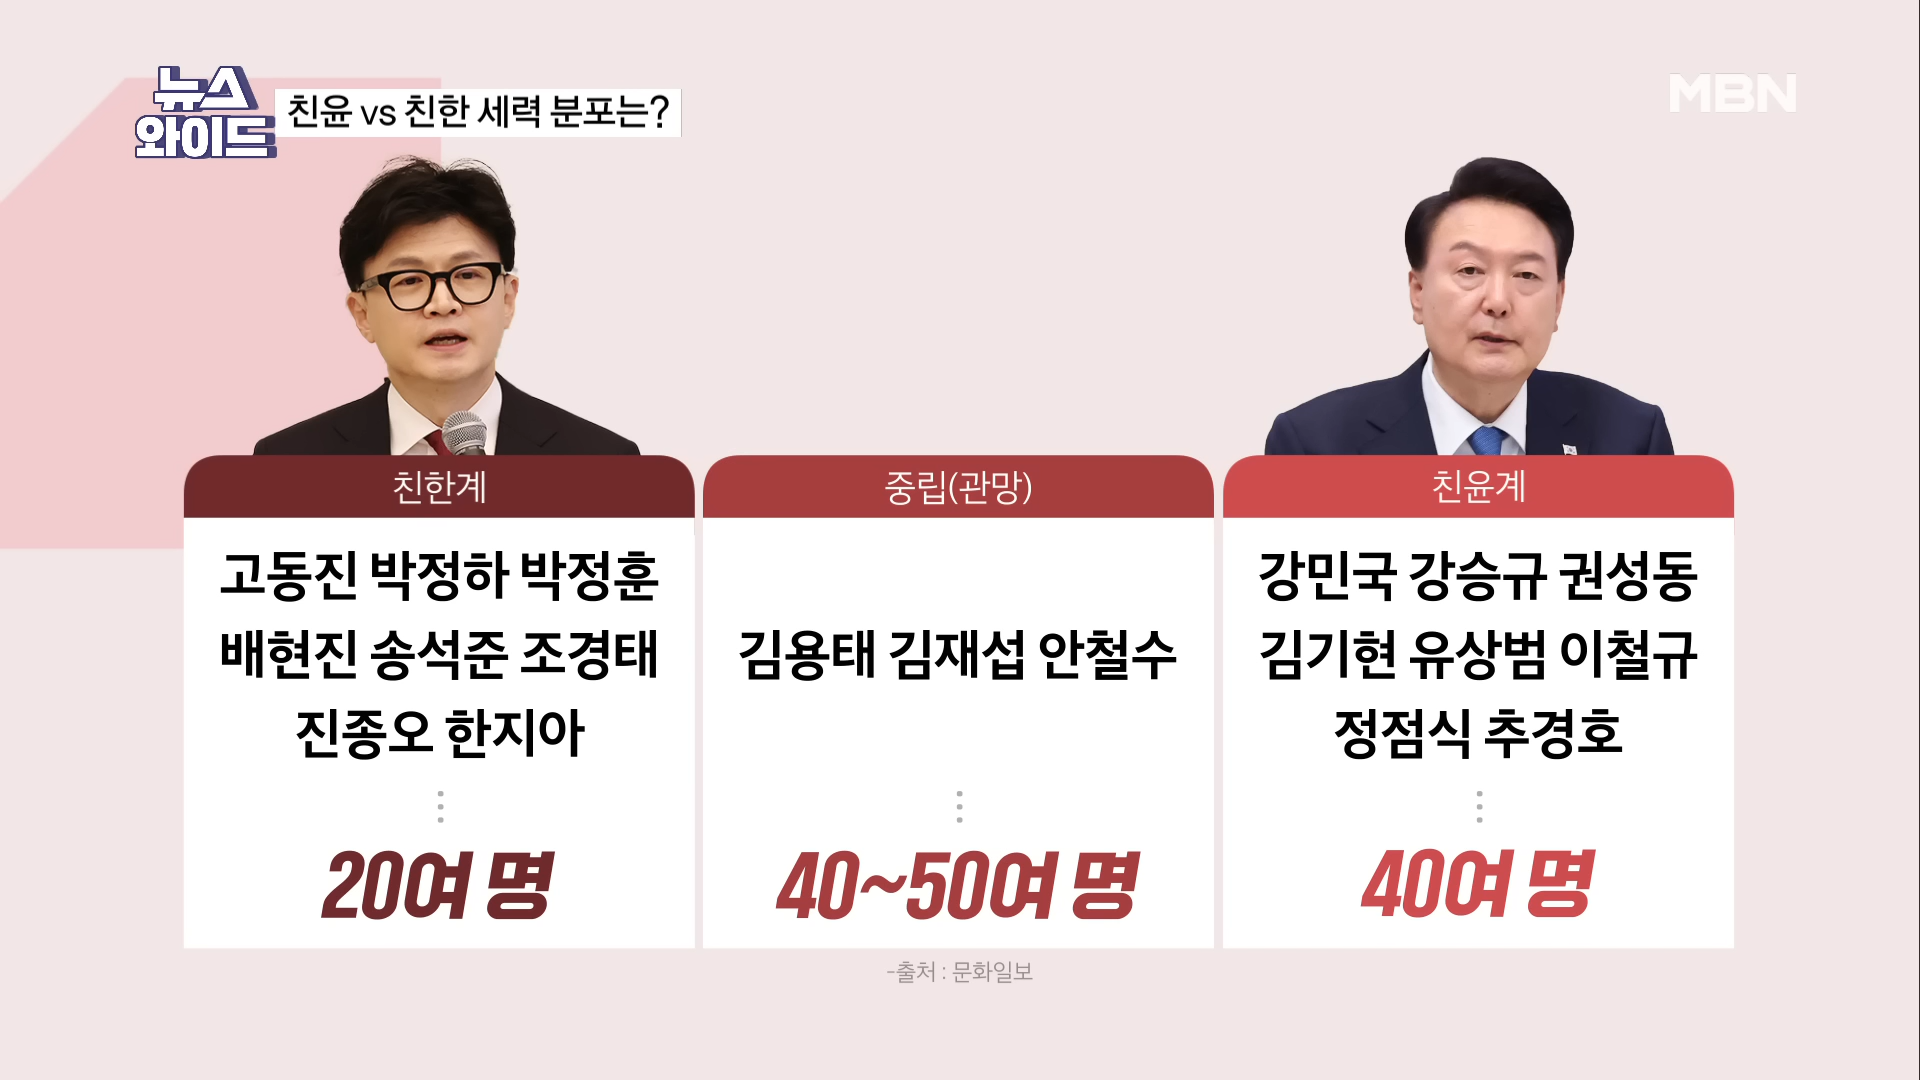 뉴스
와이드
친윤 vs 친한 세력 분포는?
MBN
친한계
고동진 박정하 박정훈
배현진 송석준 조경태
진종오 한지아
20여 명
중립(관망)
김용태 김재섭 안철수
40~50여 명
친윤계
강민국 강승규 권성동
김기현 유상범 이철규
정점식 추경호
40여 명
-출처 : 문화일보